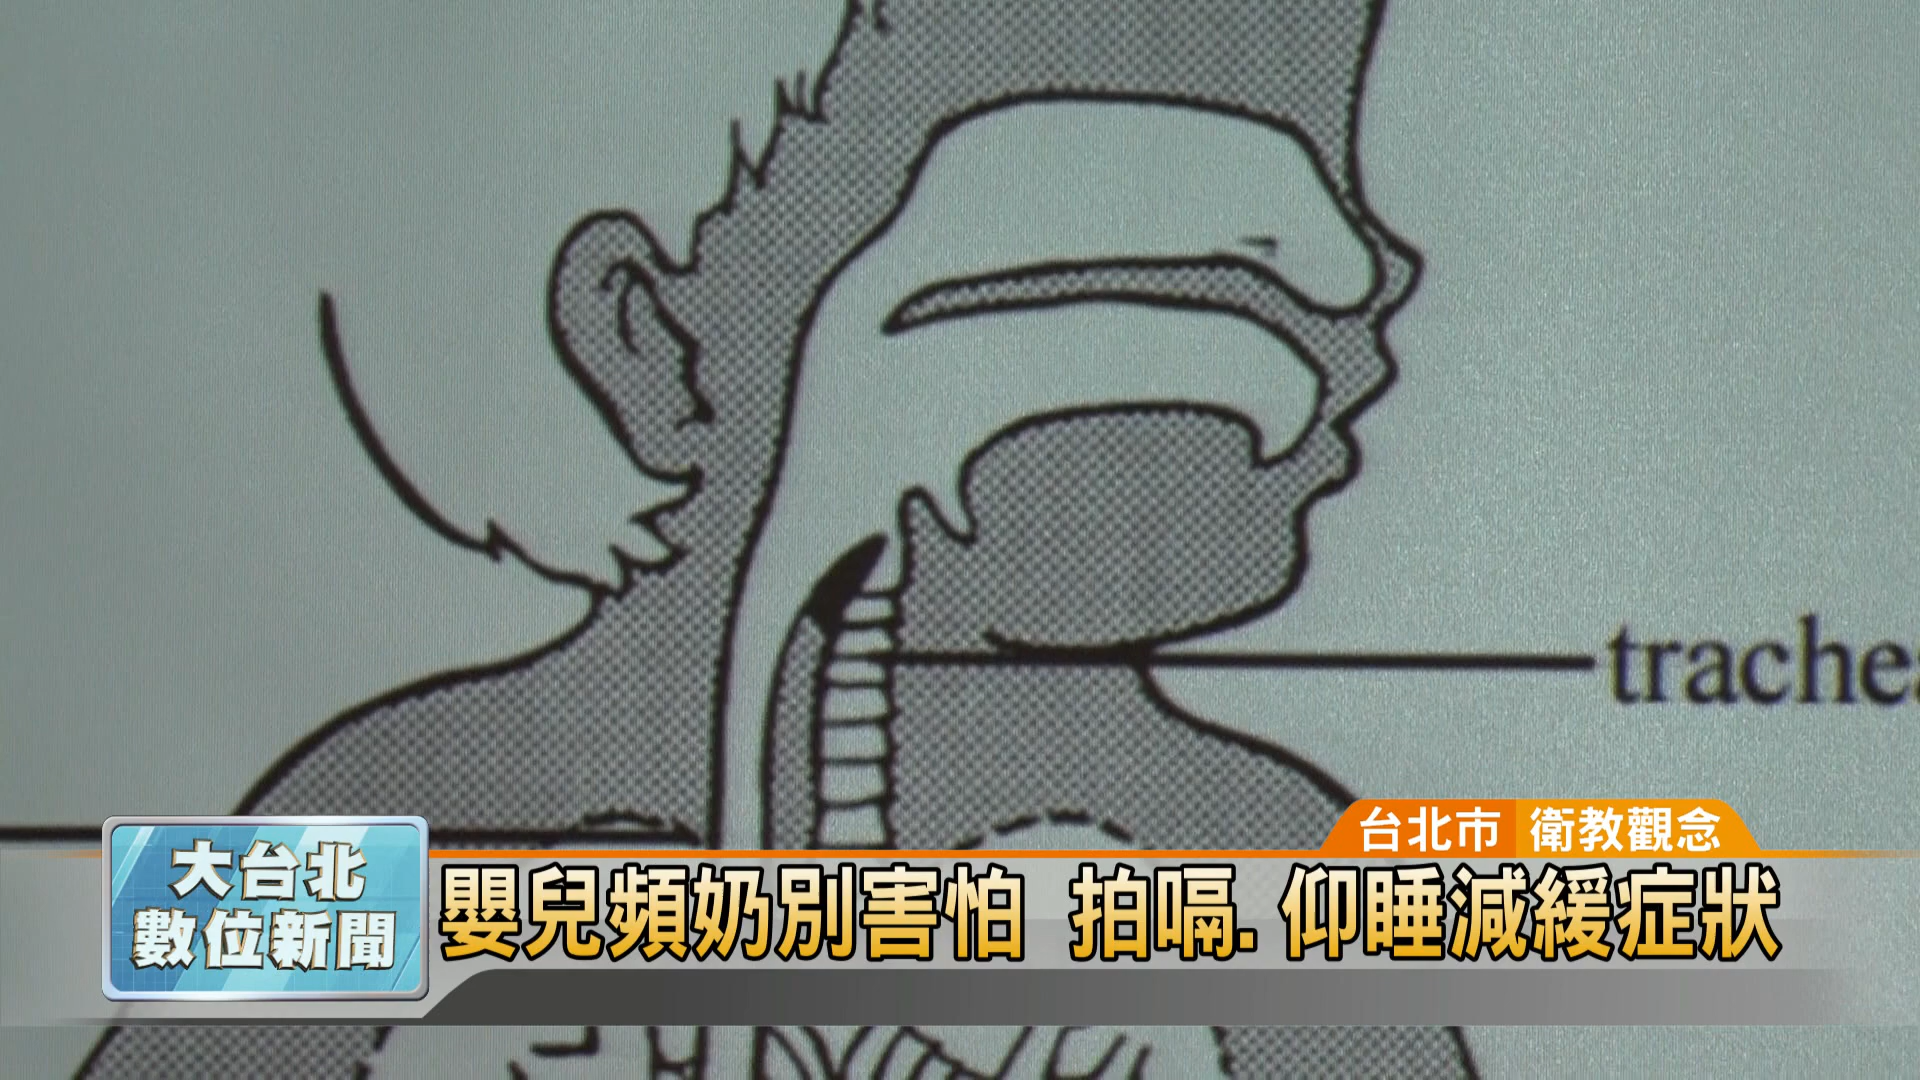 trachea
台北市 衛教觀念
大台北
數位新聞
嬰兒頻奶別害怕 拍嗝.仰睡減緩症狀